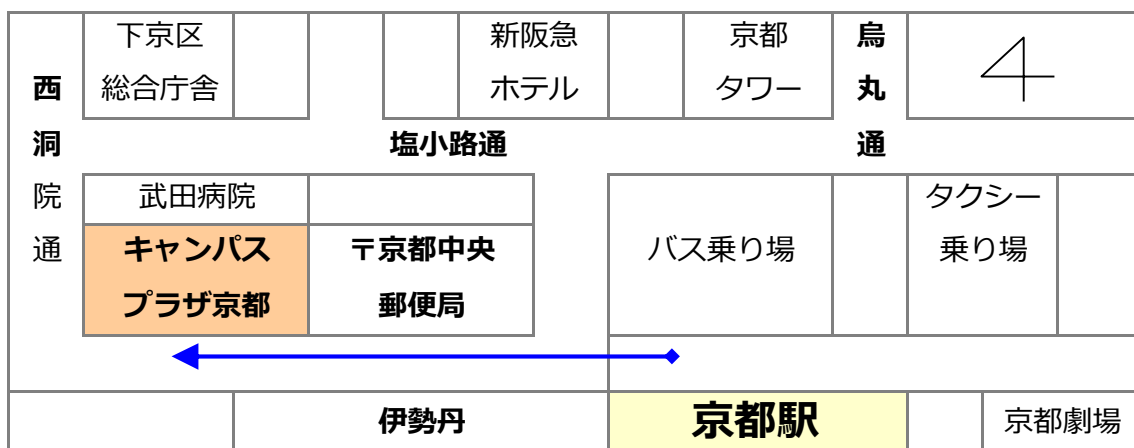 下京区
総合庁舎
新阪急
ホテル
京都
タワー
烏
丸
通
西
洞
院
通
塩小路通
武田病院
キャンパス
プラザ京都
〒京都中央
郵便局
バス乗り場
タクシー
乗り場
伊勢丹
京都駅
京都劇場